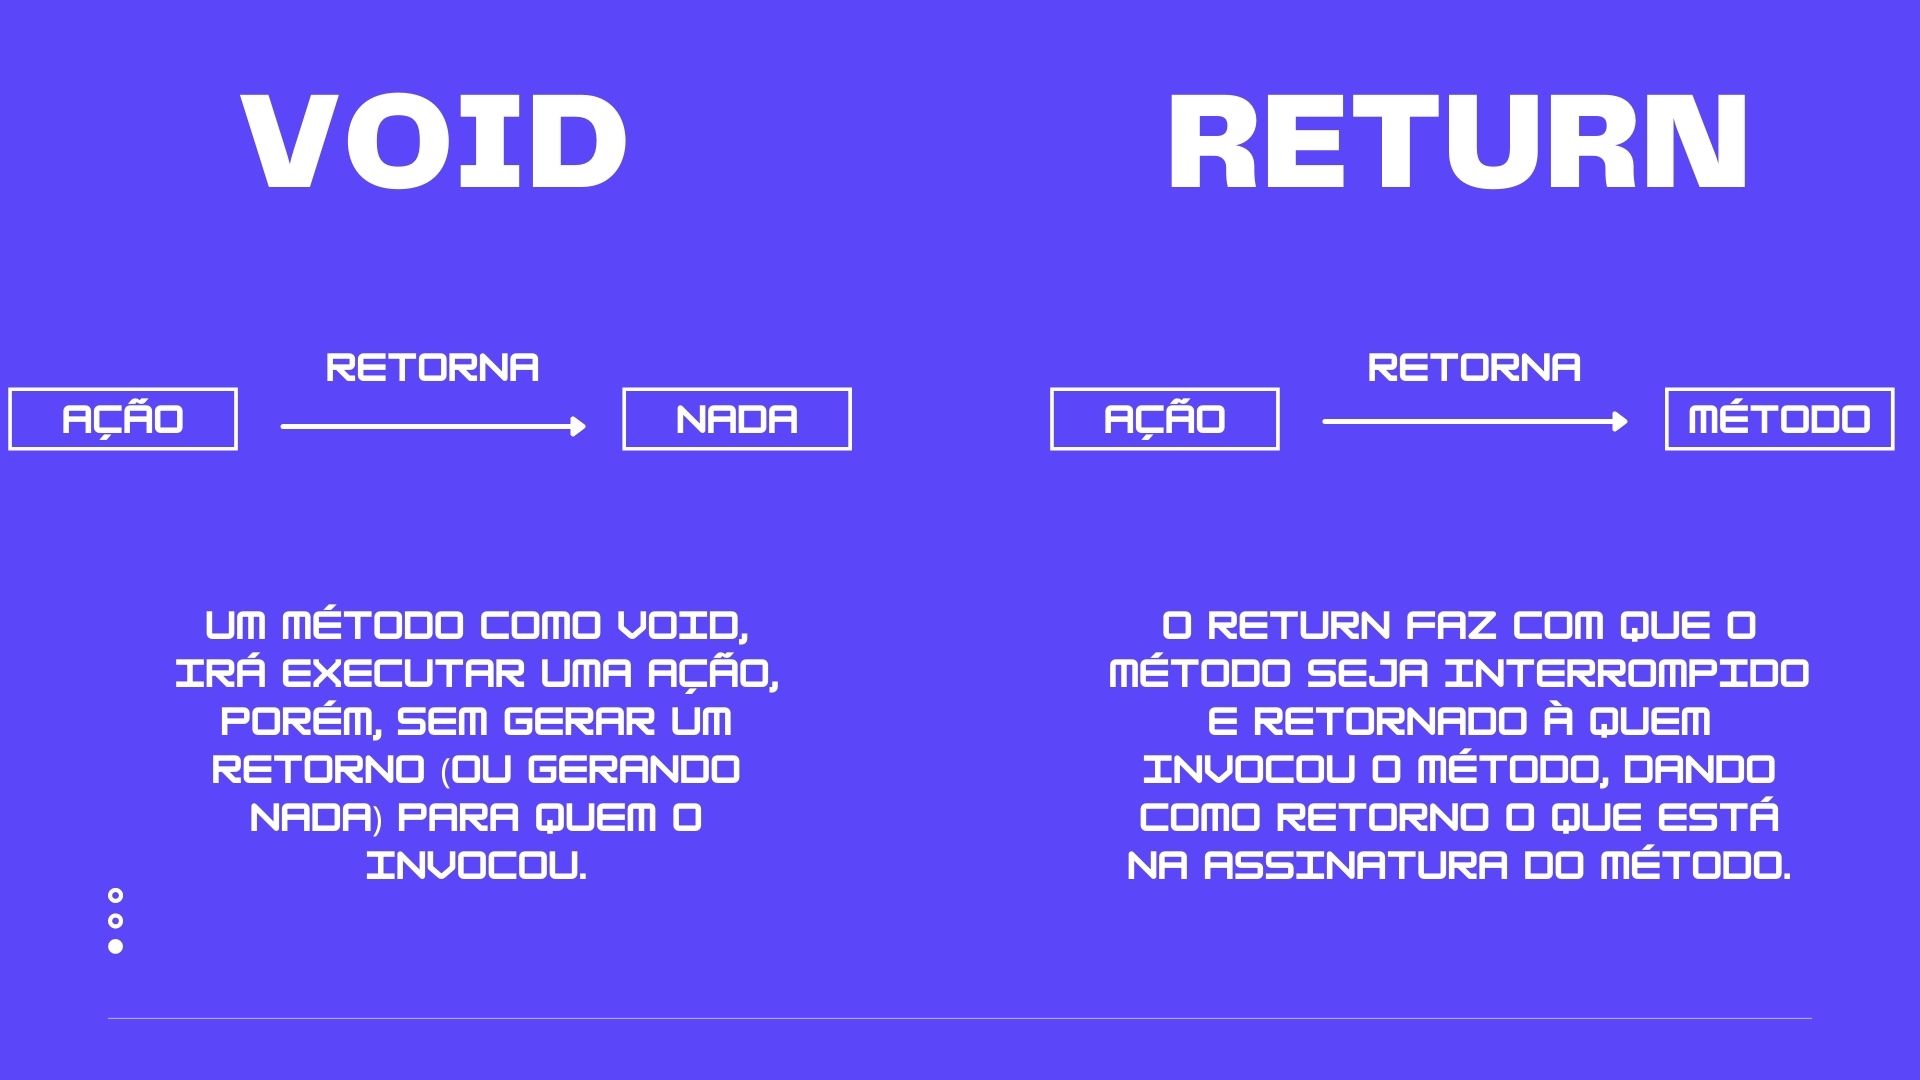 VOID
RETORNA
AÇÃO
NADA
UM MÉTODO COMO VOID,
IRÁ EXECUTAR UMA AÇÃO,
PORÉM, SEM GERAR UM
RETORNO (OU GERANDO
NADA) PARA QUEM O
INVOCOU.
RETURN
RETORNA
AÇÃO
MÉTODO
O RETURN FAZ COM QUE O
MÉTODO SEJA INTERROMPIDO
E RETORNADO À QUEM
INVOCOU O MÉTODO, DANDO
COMO RETORNO O QUE ESTÁ
NA ASSINATURA DO MÉTODO.